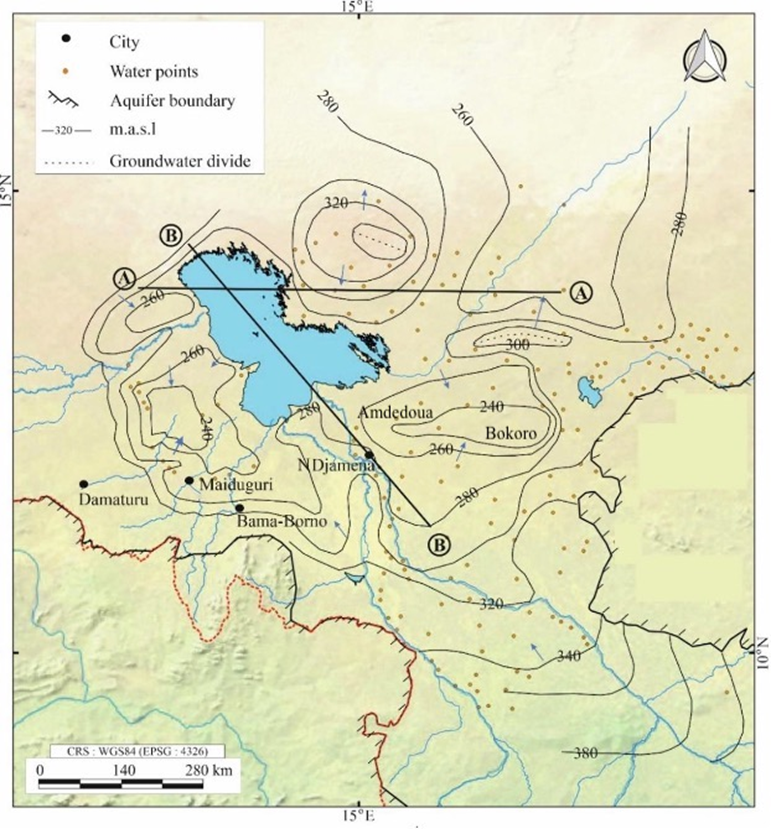 15°E
City
Water points
Aquifer boundary
320 m.a.s.l
Groundwater divide
280
260
15°N
320
280
B
A
A
260
260
300
240
280
Amdedoua
240
Bokoro
260
NDjamena
280
Damaturu
Maiduguri
Bama-Borno
B
320
340
10°N
380
CRS : WGS84 (EPSG : 4326)
0 140 280 km
15°E